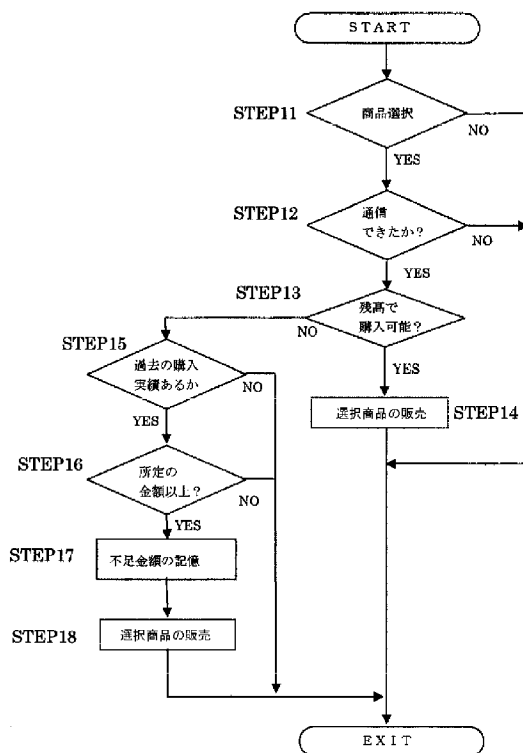 START
STEP11
商品選択
NO
YES
STEP12
通信
できたか？
NO
YES
STEP13
残高で
購入可能？
NO
YES
STEP15
過去の購入
実績あるか
NO
YES
選択商品の販売
STEP14
STEP16
所定の
金額以上？
NO
YES
STEP17
不足金額の記憶
STEP18
選択商品の販売
EXIT